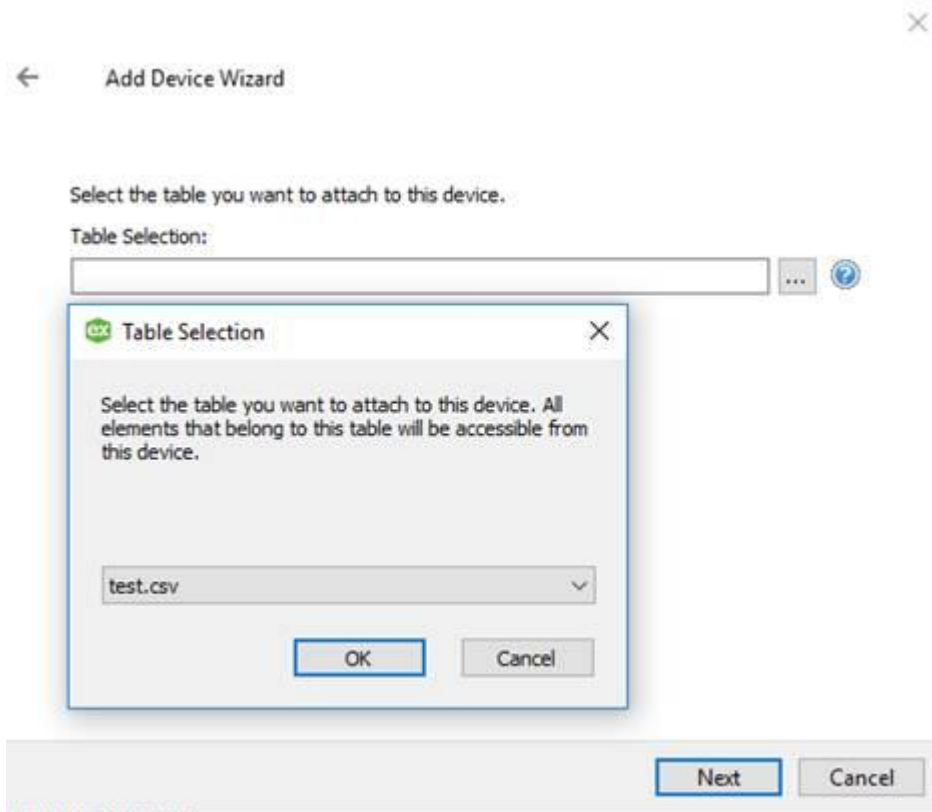 Add Device Wizard
Select the table you want to attach to this device.
Table Selection:
...
ex Table Selection
Select the table you want to attach to this device. All
elements that belong to this table will be accessible from
this device.
test.csv
OK Cancel
Next Cancel